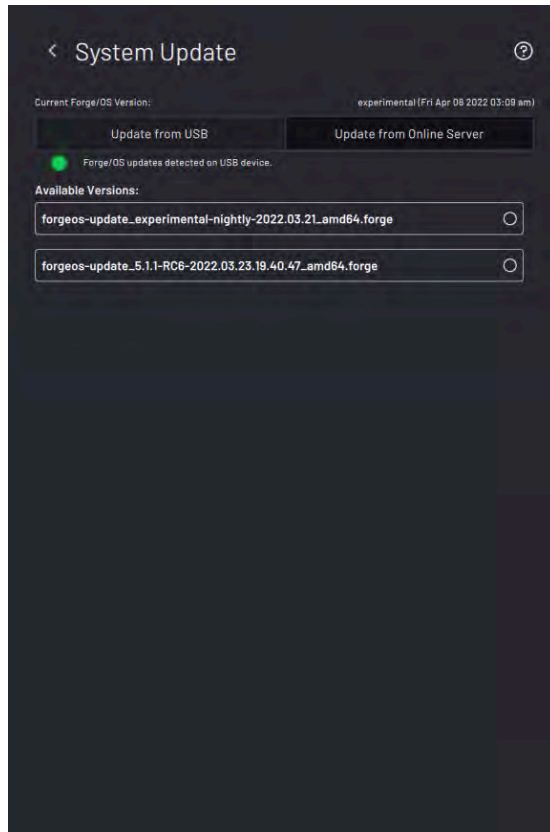 System Update
Current Forge/OS Version: experimental (Fri Apr 08 2022 03:09 am)
Update from USB Update from Online Server
Forge/OS updates detected on USB device.
Available Versions:
forgeos-update_experimental-nightly-2022.03.21_amd64.forge
forgeos-update_5.1.1-RC6-2022.03.23.19.40.47_amd64.forge